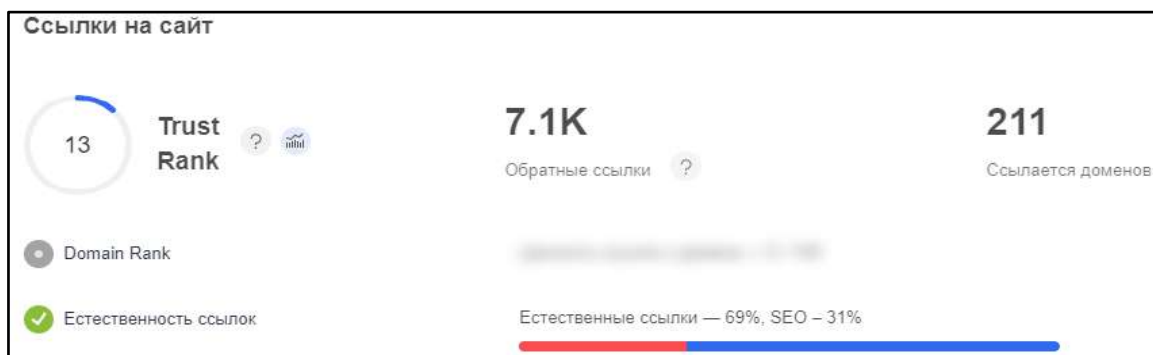 Ссылки на сайт
13
Trust
Rank
?
7.1K
Обратные ссылки ?
211
Ссылается доменов
Domain Rank
Естественность ссылок
Естественные ссылки — 69%, SEO – 31%